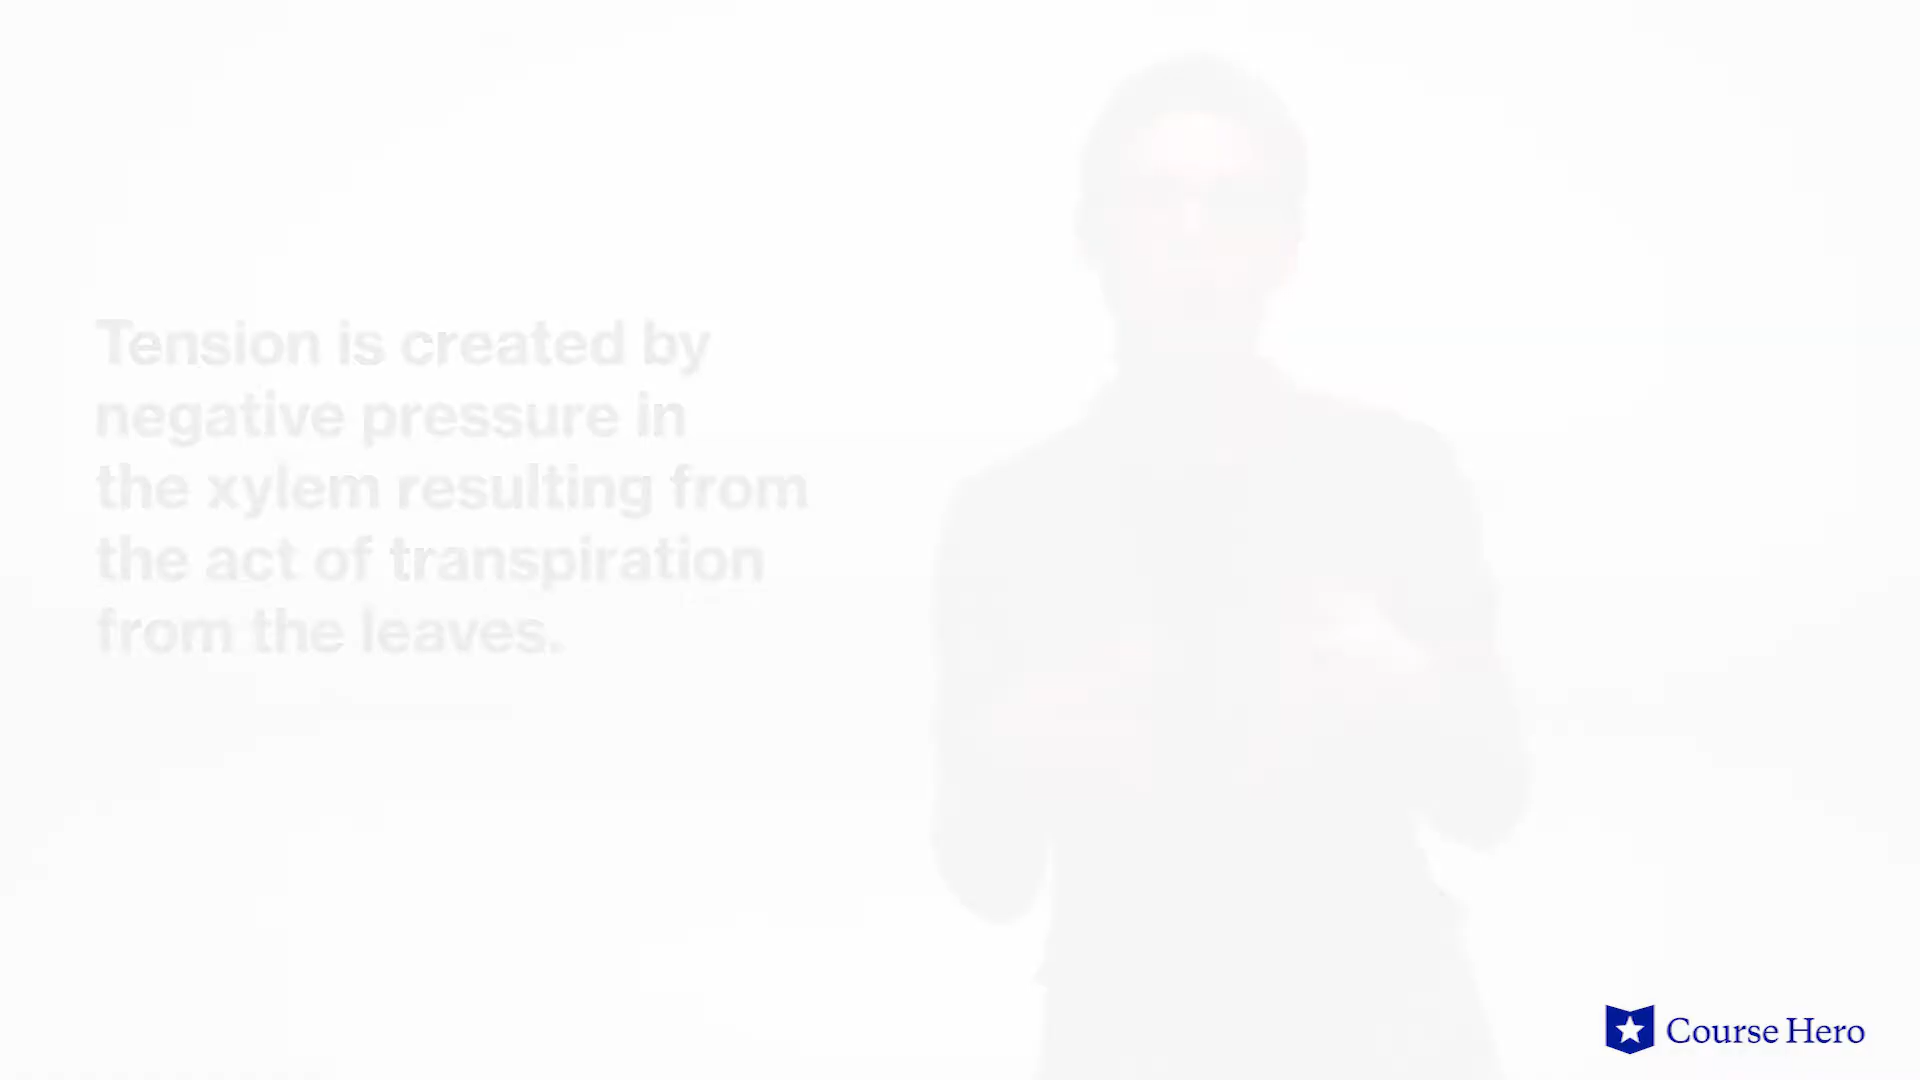 Tension is created by
negative pressure in
the xylem resulting from
the act of transpiration
from the leaves.
Course Hero